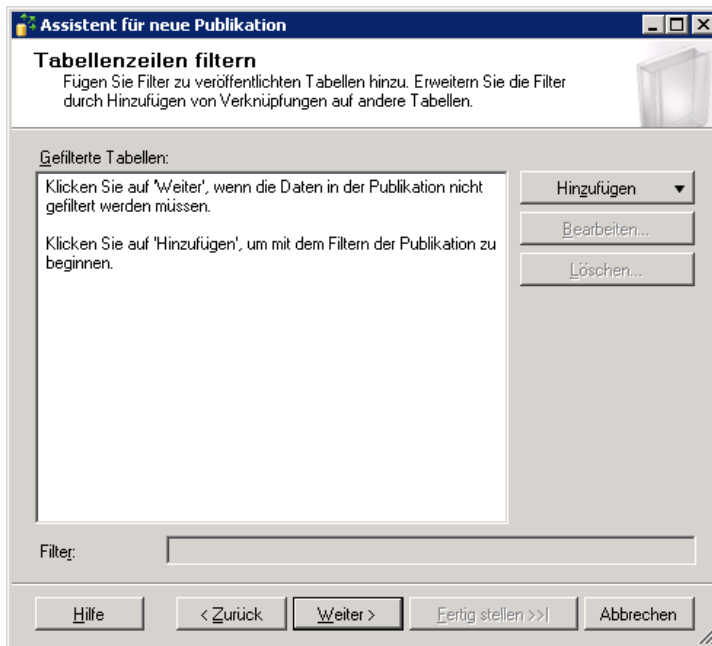 Assistent für neue Publikation
Tabellenzeilen filtern
Fügen Sie Filter zu veröffentlichten Tabellen hinzu. Erweitern Sie die Filter
durch Hinzufügen von Verknüpfungen auf andere Tabellen.
Gefilterte Tabellen:
Klicken Sie auf 'Weiter', wenn die Daten in der Publikation nicht
gefiltert werden müssen.
Klicken Sie auf 'Hinzufügen', um mit dem Filtern der Publikation zu
beginnen.
Hinzufügen
Bearbeiten...
Löschen...
Filter:
Hilfe
< Zurück
Weiter >
Fertig stellen >>|
Abbrechen